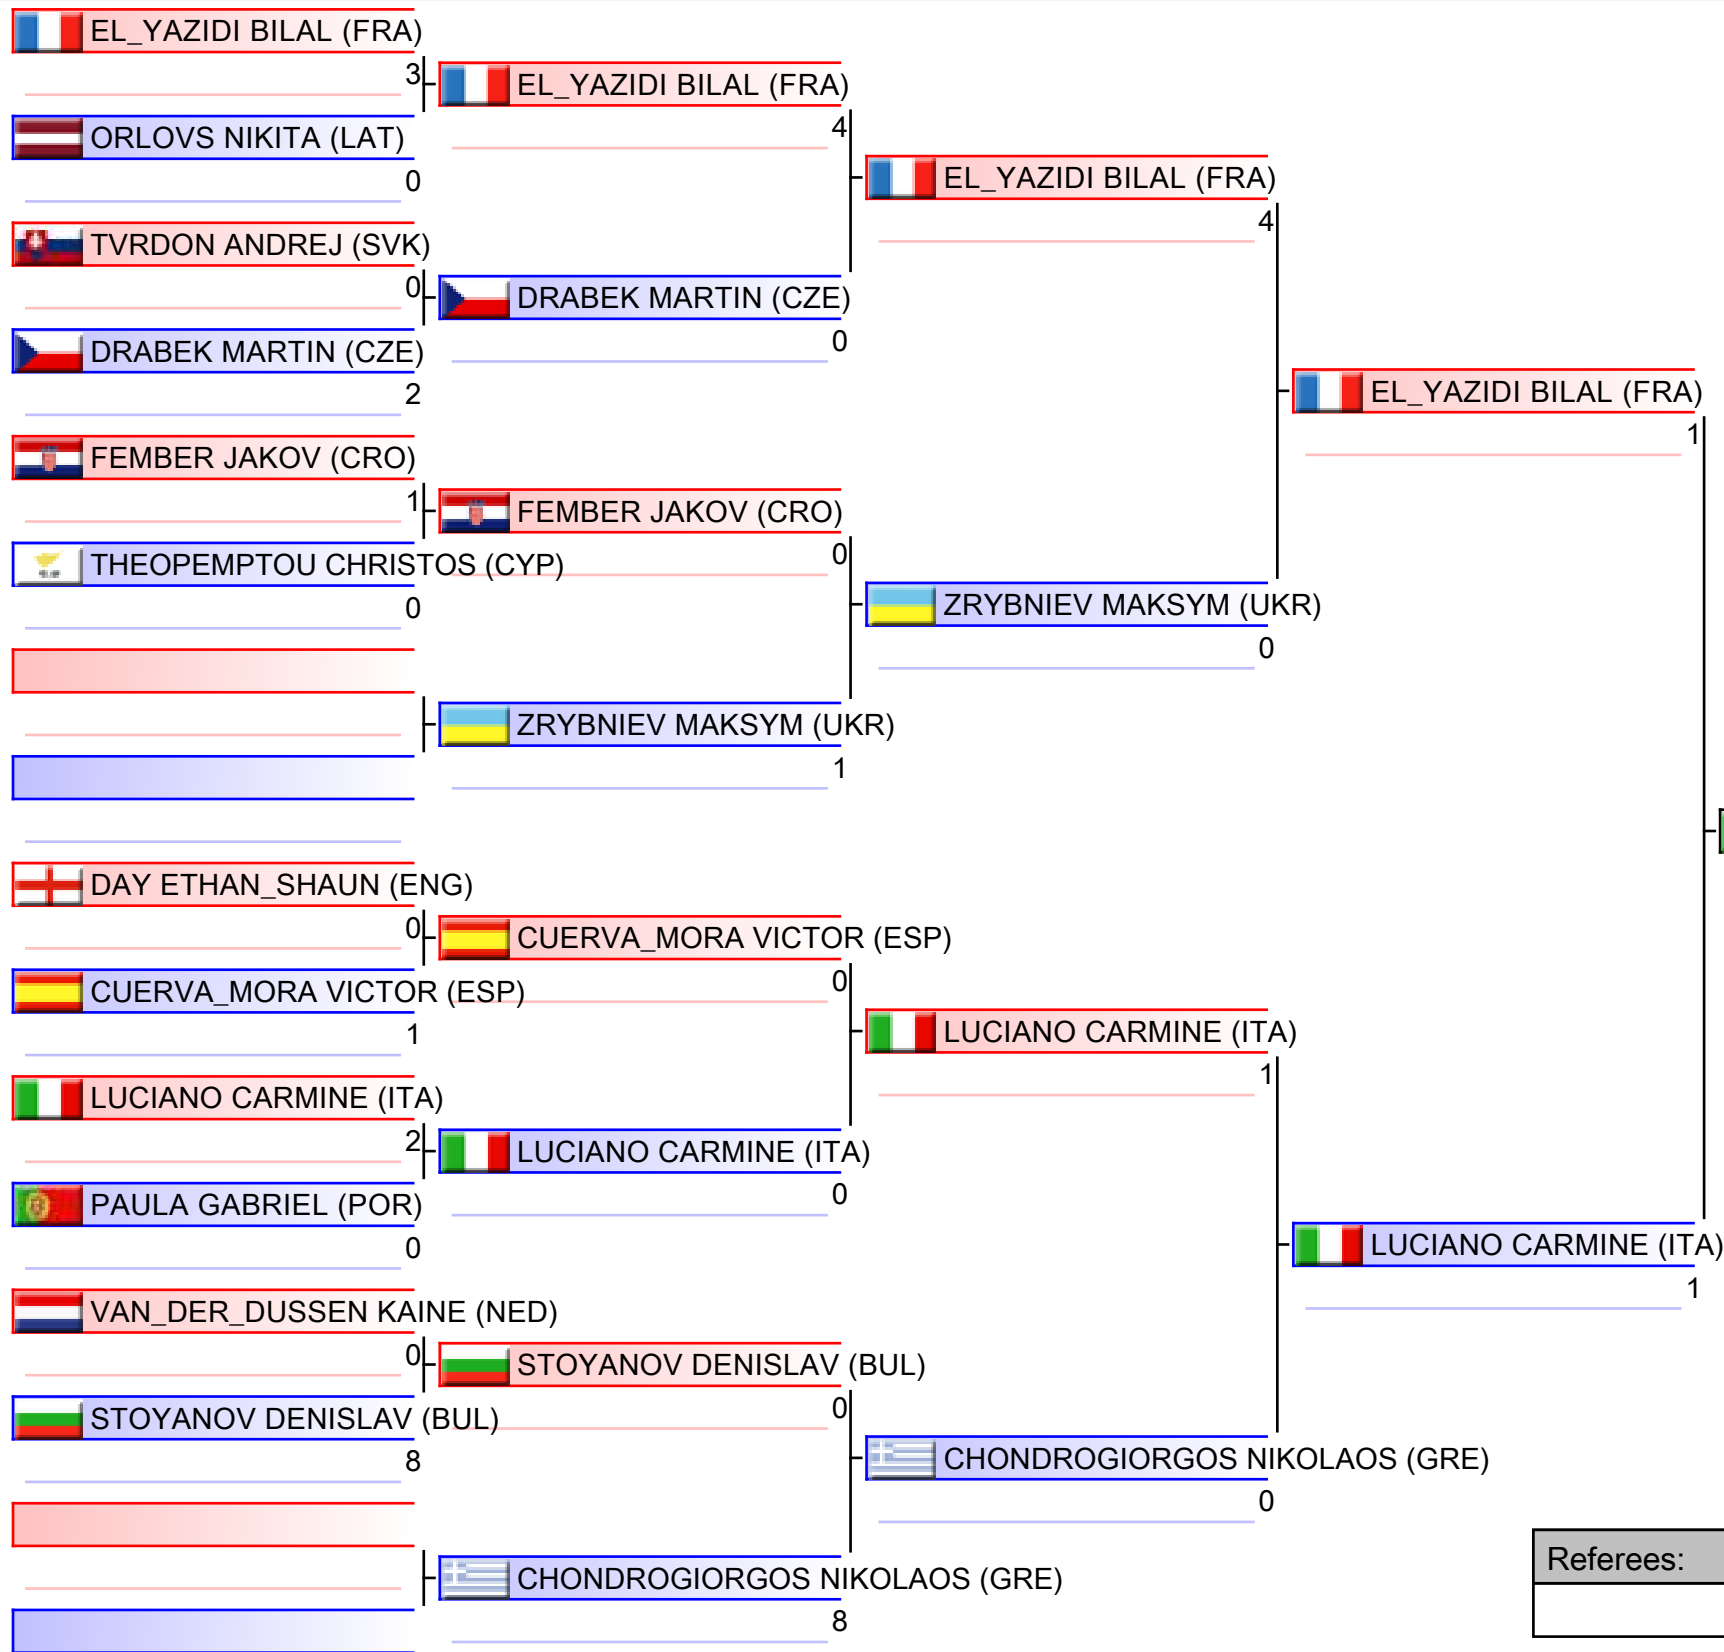 EL_YAZIDI BILAL (FRA)
3
ORLOVS NIKITA (LAT)
0
TVRDON ANDREJ (SVK)
0
DRABEK MARTIN (CZE)
2
FEMBER JAKOV (CRO)
1
THEOPEMPTOU CHRISTOS (CYP)
0
DAY ETHAN_SHAUN (ENG)
0
CUERVA_MORA VICTOR (ESP)
1
LUCIANO CARMINE (ITA)
2
PAULA GABRIEL (POR)
0
VAN_DER_DUSSEN KAINE (NED)
0
STOYANOV DENISLAV (BUL)
8
EL_YAZIDI BILAL (FRA)
4
DRABEK MARTIN (CZE)
0
FEMBER JAKOV (CRO)
0
ZRYBNIEV MAKSYM (UKR)
1
CUERVA_MORA VICTOR (ESP)
0
LUCIANO CARMINE (ITA)
0
STOYANOV DENISLAV (BUL)
0
CHONDROGIORGOS NIKOLAOS (GRE)
8
EL_YAZIDI BILAL (FRA)
4
ZRYBNIEV MAKSYM (UKR)
0
LUCIANO CARMINE (ITA)
1
CHONDROGIORGOS NIKOLAOS (GRE)
0
EL_YAZIDI BILAL (FRA)
1
LUCIANO CARMINE (ITA)
1
Referees: